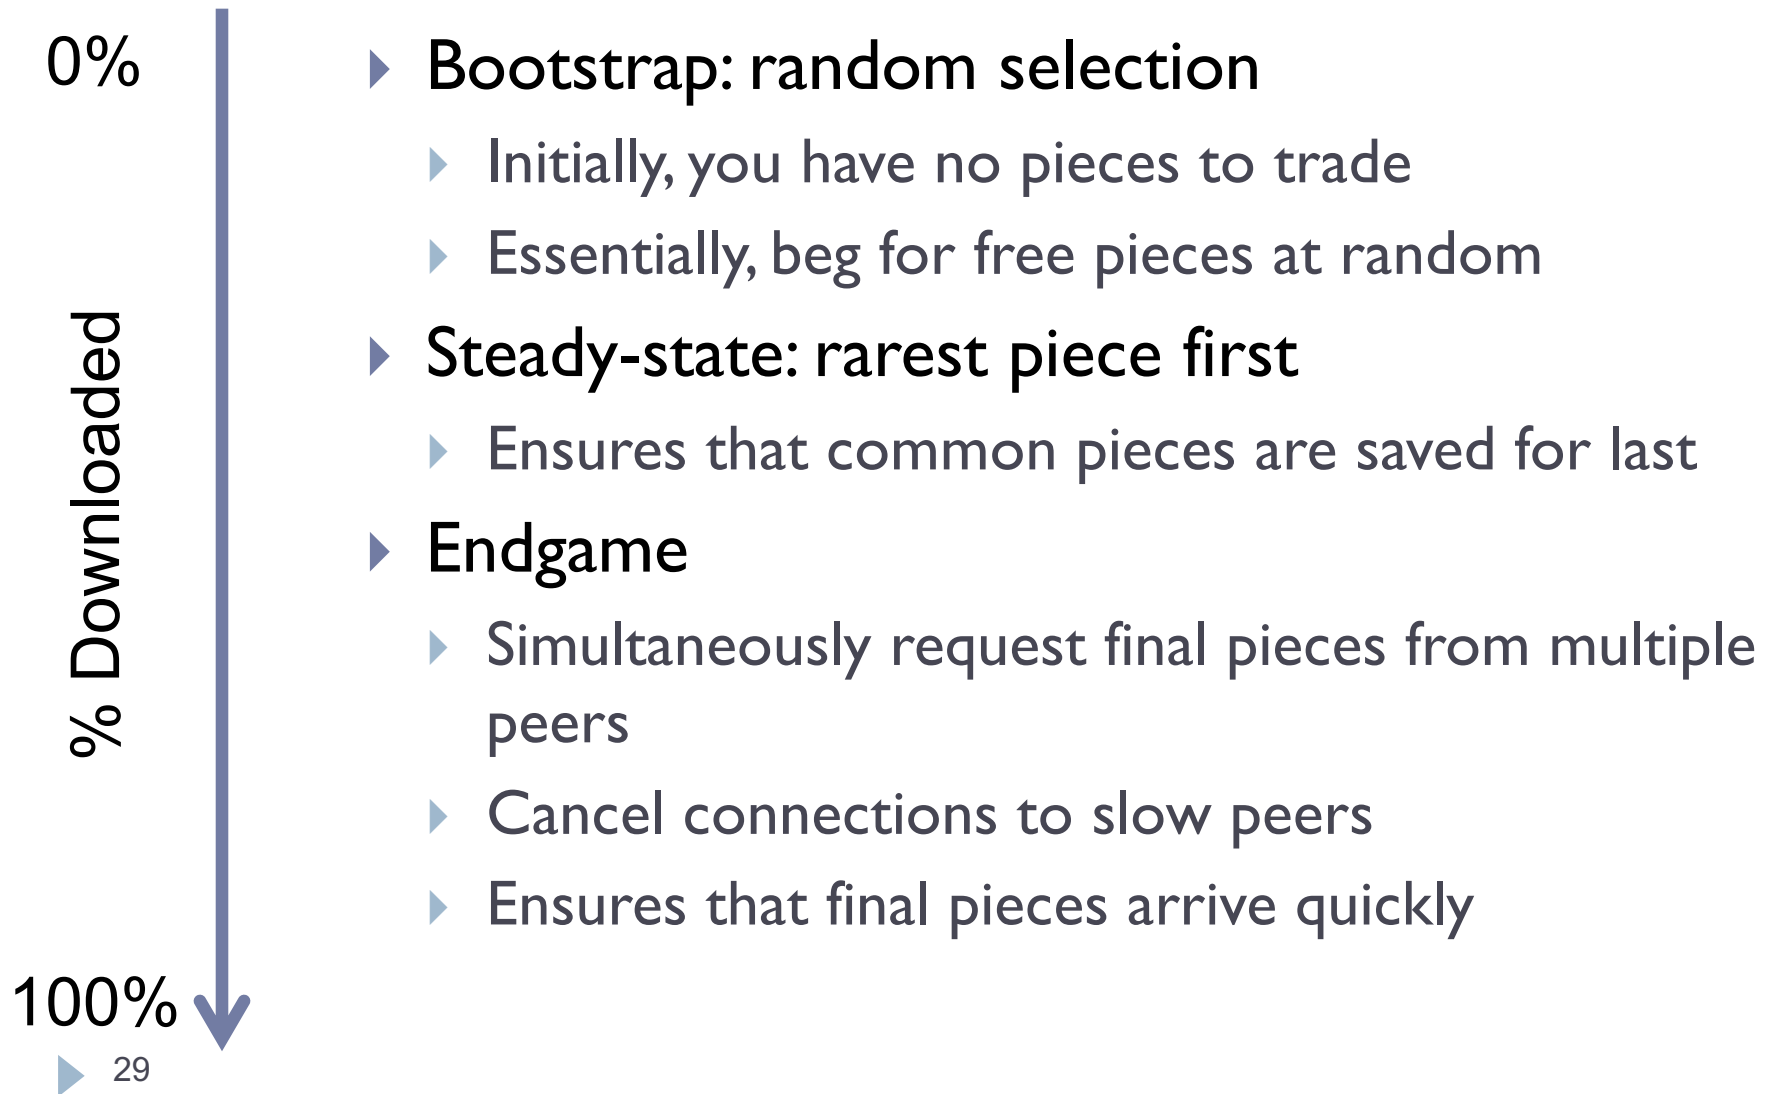 0%
Bootstrap: random selection
Initially, you have no pieces to trade
Essentially, beg for free pieces at random
Steady-state: rarest piece first
Ensures that common pieces are saved for last
% Downloaded
Endgame
Simultaneously request final pieces from multiple
peers
Cancel connections to slow peers
Ensures that final pieces arrive quickly
100%
29